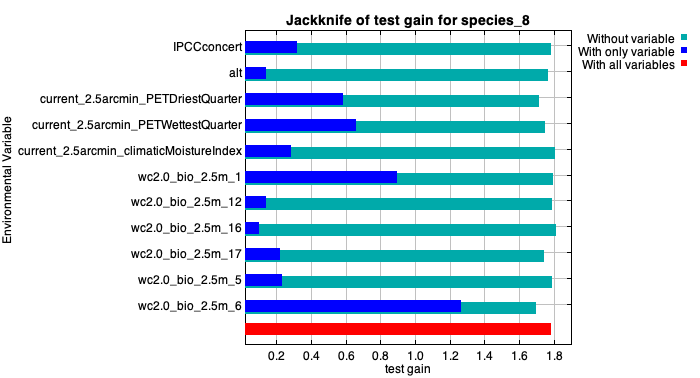 Jackknife of test gain for species_8
Without variable
With only variable
With all variables
Environmental Variable
IPCCconcert
alt
current_2.5arcmin_PETDriestQuarter
current_2.5arcmin_PETWettestQuarter
current_2.5arcmin_climaticMoistureIndex
wc2.0_bio_2.5m_1
wc2.0_bio_2.5m_12
wc2.0_bio_2.5m_16
wc2.0_bio_2.5m_17
wc2.0_bio_2.5m_5
wc2.0_bio_2.5m_6
0.2 0.4 0.6 0.8 1.0 1.2 1.4 1.6 1.8
test gain